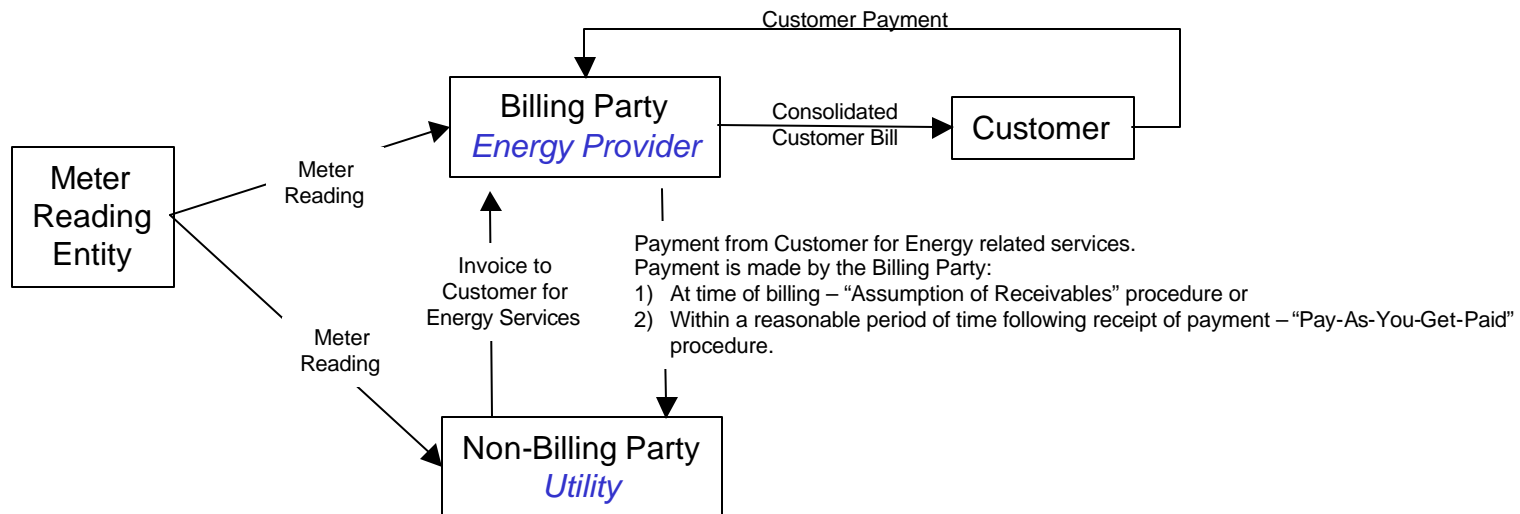 Customer Payment
Billing Party
Energy Provider
Consolidated
Customer Bill
Customer
Meter
Reading
Entity
Meter
Reading
Invoice to
Customer for
Energy Services
Payment from Customer for Energy related services.
Payment is made by the Billing Party:
1) At time of billing – “Assumption of Receivables” procedure or
2) Within a reasonable period of time following receipt of payment – “Pay-As-You-Get-Paid”
procedure.
Meter
Reading
Non-Billing Party
Utility